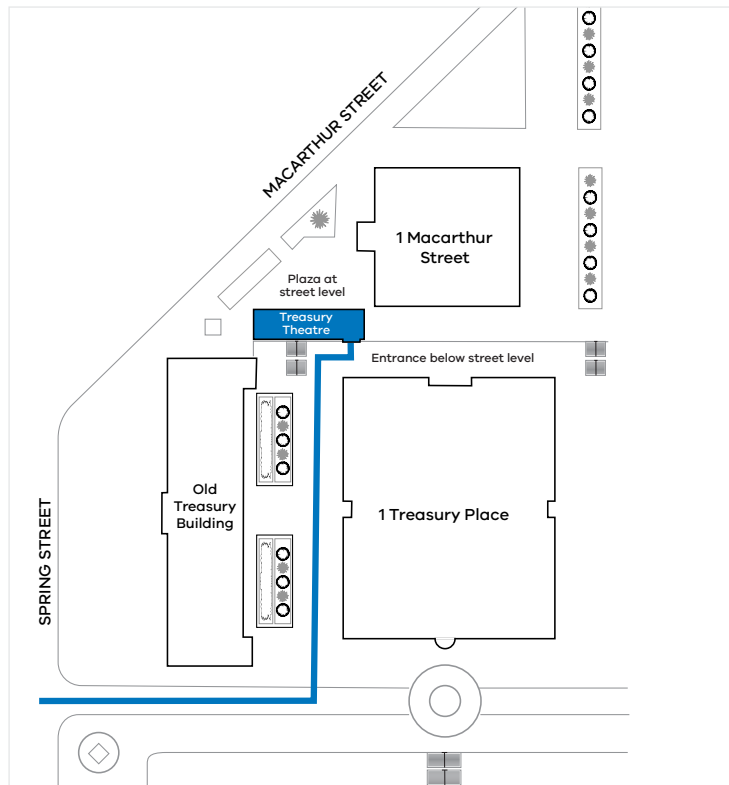 MACARTHUR STREET
1 Macarthur
Street
Plaza at
street level
Treasury
Theatre
Entrance below street level
Old
Treasury
Building
1 Treasury Place
SPRING STREET